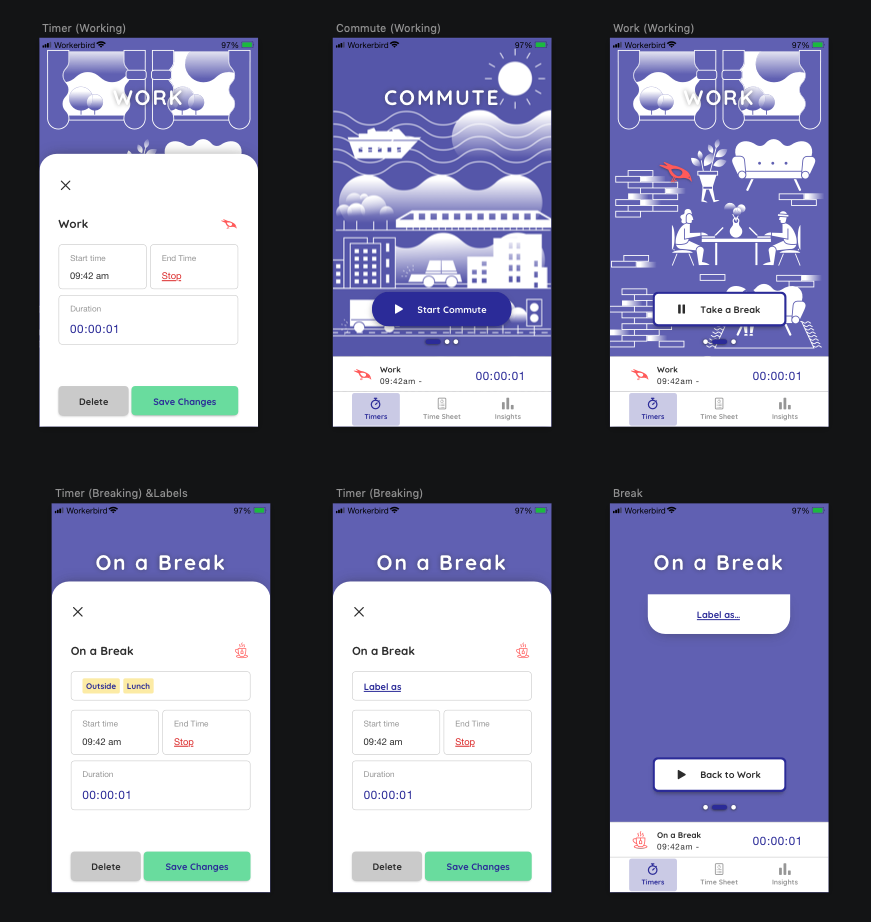 Timer (Working)
Workerbird 97%
WORK
Work
Start time
09:42 am
End Time
Stop
Duration
00:00:01
Delete
Save Changes
Commute (Working)
Workerbird 97%
COMMUTE
Start Commute
Work
09:42am -
00:00:01
Timers
Time Sheet
Insights
Work (Working)
Workerbird 97%
WORK
Take a Break
Work
09:42am -
00:00:01
Timers
Time Sheet
Insights
Timer (Breaking) &Labels
Workerbird 97%
On a Break
On a Break
Outside Lunch
Start time
09:42 am
End Time
Stop
Duration
00:00:01
Delete
Save Changes
Timer (Breaking)
Workerbird 97%
On a Break
On a Break
Label as
Start time
09:42 am
End Time
Stop
Duration
00:00:01
Delete
Save Changes
Break
Workerbird 97%
On a Break
Label as...
Back to Work
On a Break
09:42am -
00:00:01
Timers
Time Sheet
Insights